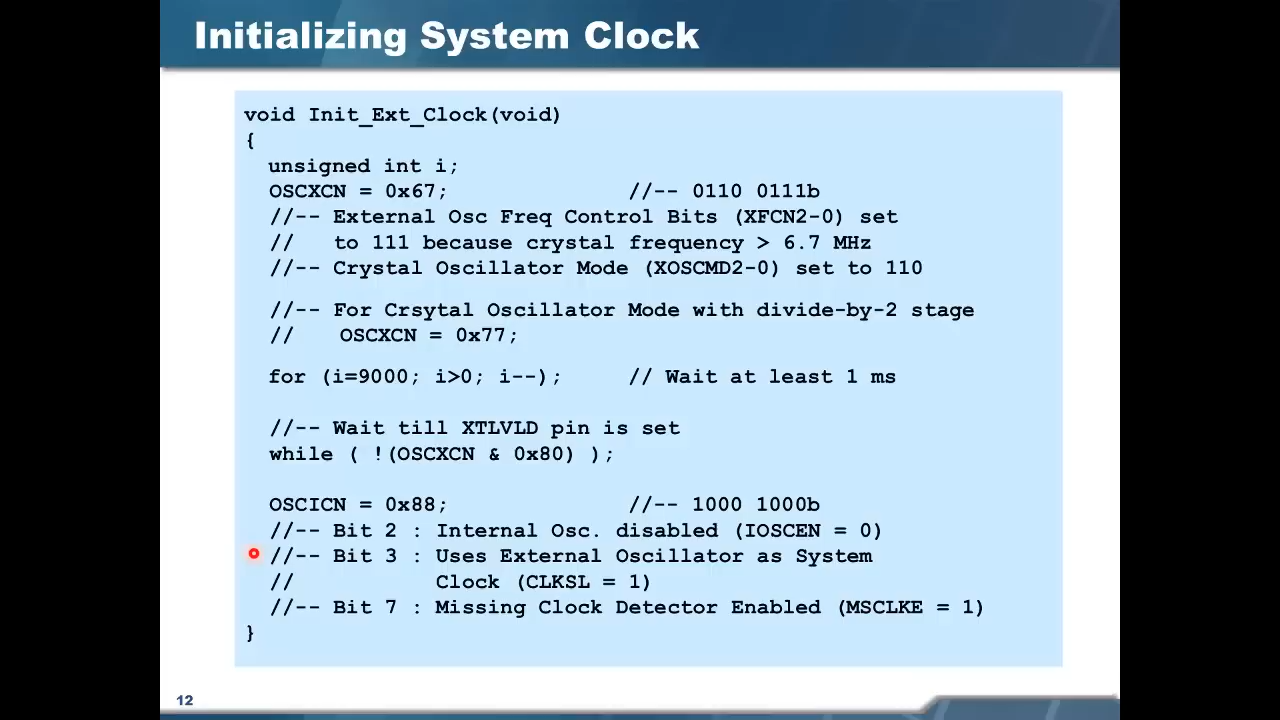 Initializing System Clock
void Init_Ext_Clock(void)
{
unsigned int i;
OSCXCN = 0x67; //-- 0110 0111b
//-- External Osc Freq Control Bits (XFCN2-0) set
// to 111 because crystal frequency > 6.7 MHz
//-- Crystal Oscillator Mode (XOSCMD2-0) set to 110
//-- For Crsytal Oscillator Mode with divide-by-2 stage
// OSCXCN = 0x77;
for (i=9000; i>0; i--); // Wait at least 1 ms
//-- Wait till XTLVLD pin is set
while ( !(OSCXCN & 0x80) );
OSCICN = 0x88; //-- 1000 1000b
//-- Bit 2 : Internal Osc. disabled (IOSCEN = 0)
//-- Bit 3 : Uses External Oscillator as System
// Clock (CLKSL = 1)
//-- Bit 7 : Missing Clock Detector Enabled (MSCLKE = 1)
}
12